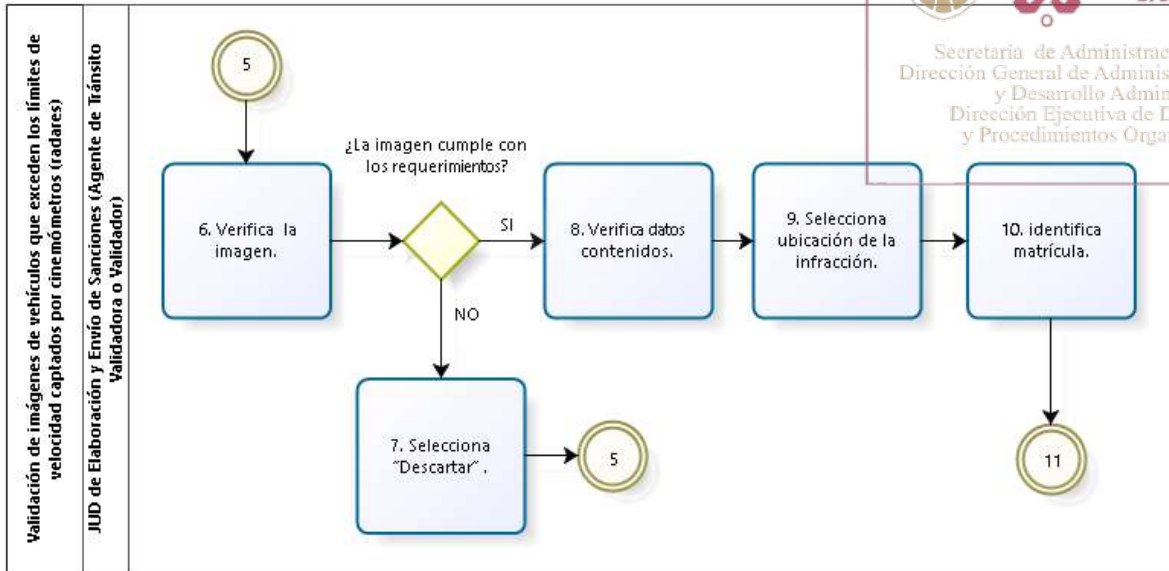 Validación de imágenes de vehículos que exceden los límites de
velocidad captados por cinemómetros (radares)
JUD de Elaboración y Envío de Sanciones (Agente de Tránsito
Validadora o Validador)
Secretaría de Administrac
Dirección General de Adminis
y Desarrollo Admin
Dirección Ejecutiva de D
y Procedimientos Orga
5
¿La imagen cumple con
los requerimientos?
6. Verifica la
imagen.
SI
8. Verifica datos
contenidos.
9. Selecciona
ubicación de la
infracción.
10. identifica
matrícula.
NO
7. Selecciona
"Descartar" .
5
11